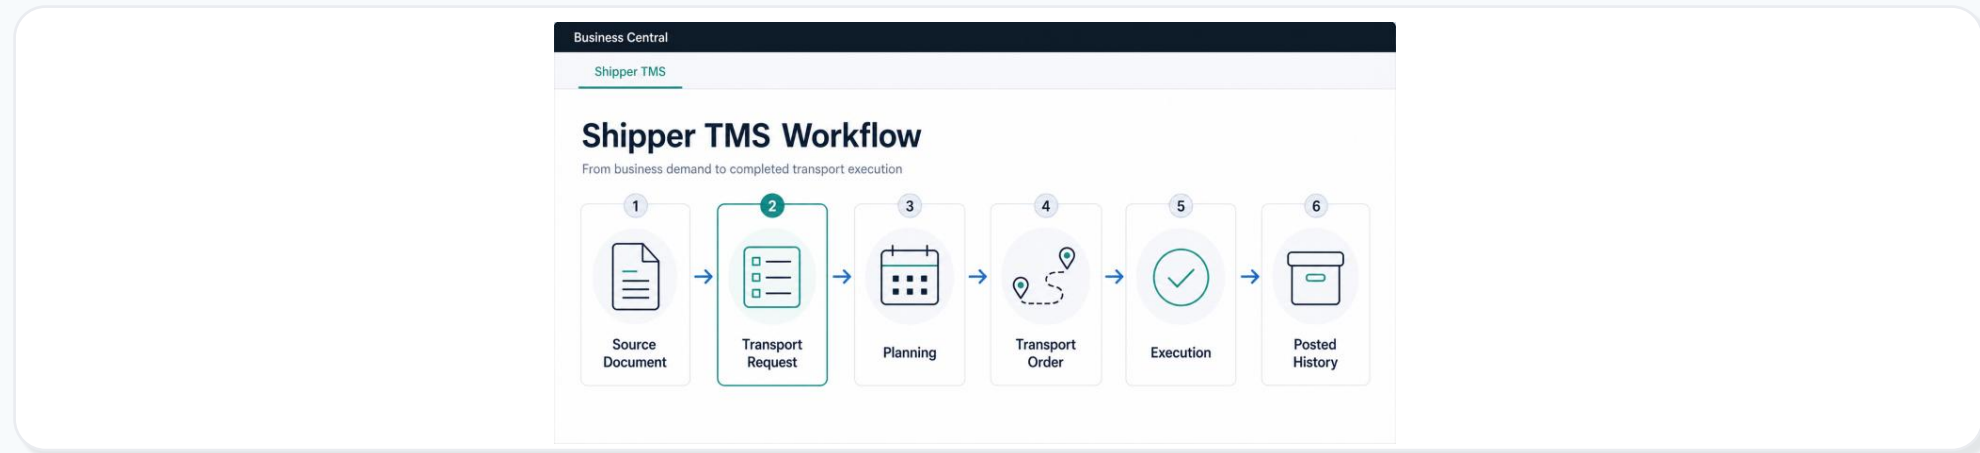 Business Central
Shipper TMS
Shipper TMS Workflow
From business demand to completed transport execution
1
2
3
4
5
6
Source
Document
Transport
Request
Planning
Transport
Order
Execution
Posted
History